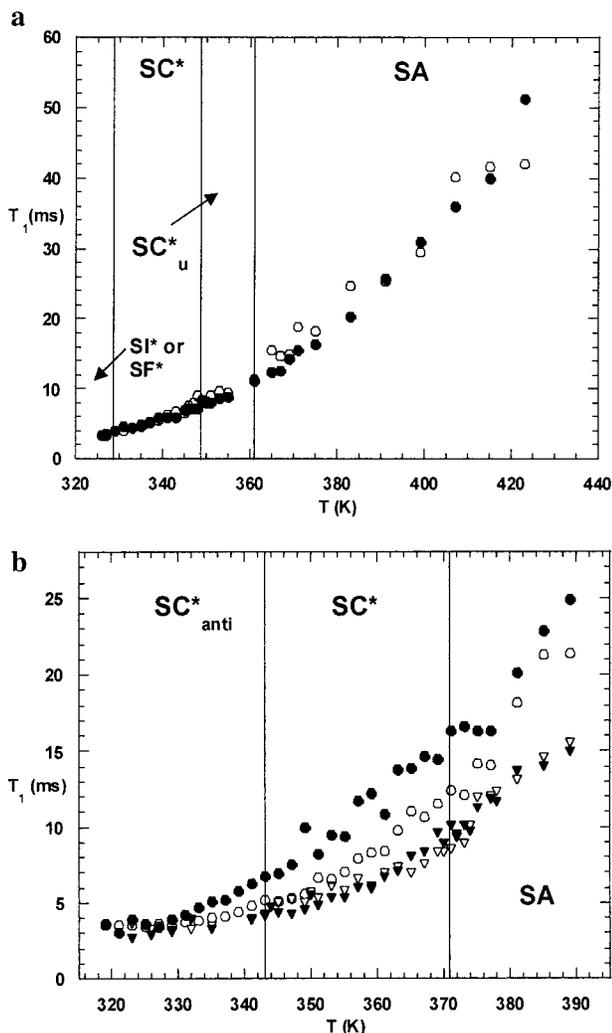 a
60
50
40
30
20
10
0
T1(ms)
SC*
SA
SC*u
SI* or
SF*
320 340 360 380 400 420 440
T (K)
b
25
20
15
10
5
0
T1 (ms)
SC*anti
SC*
SA
320 330 340 350 360 370 380 390
T (K)